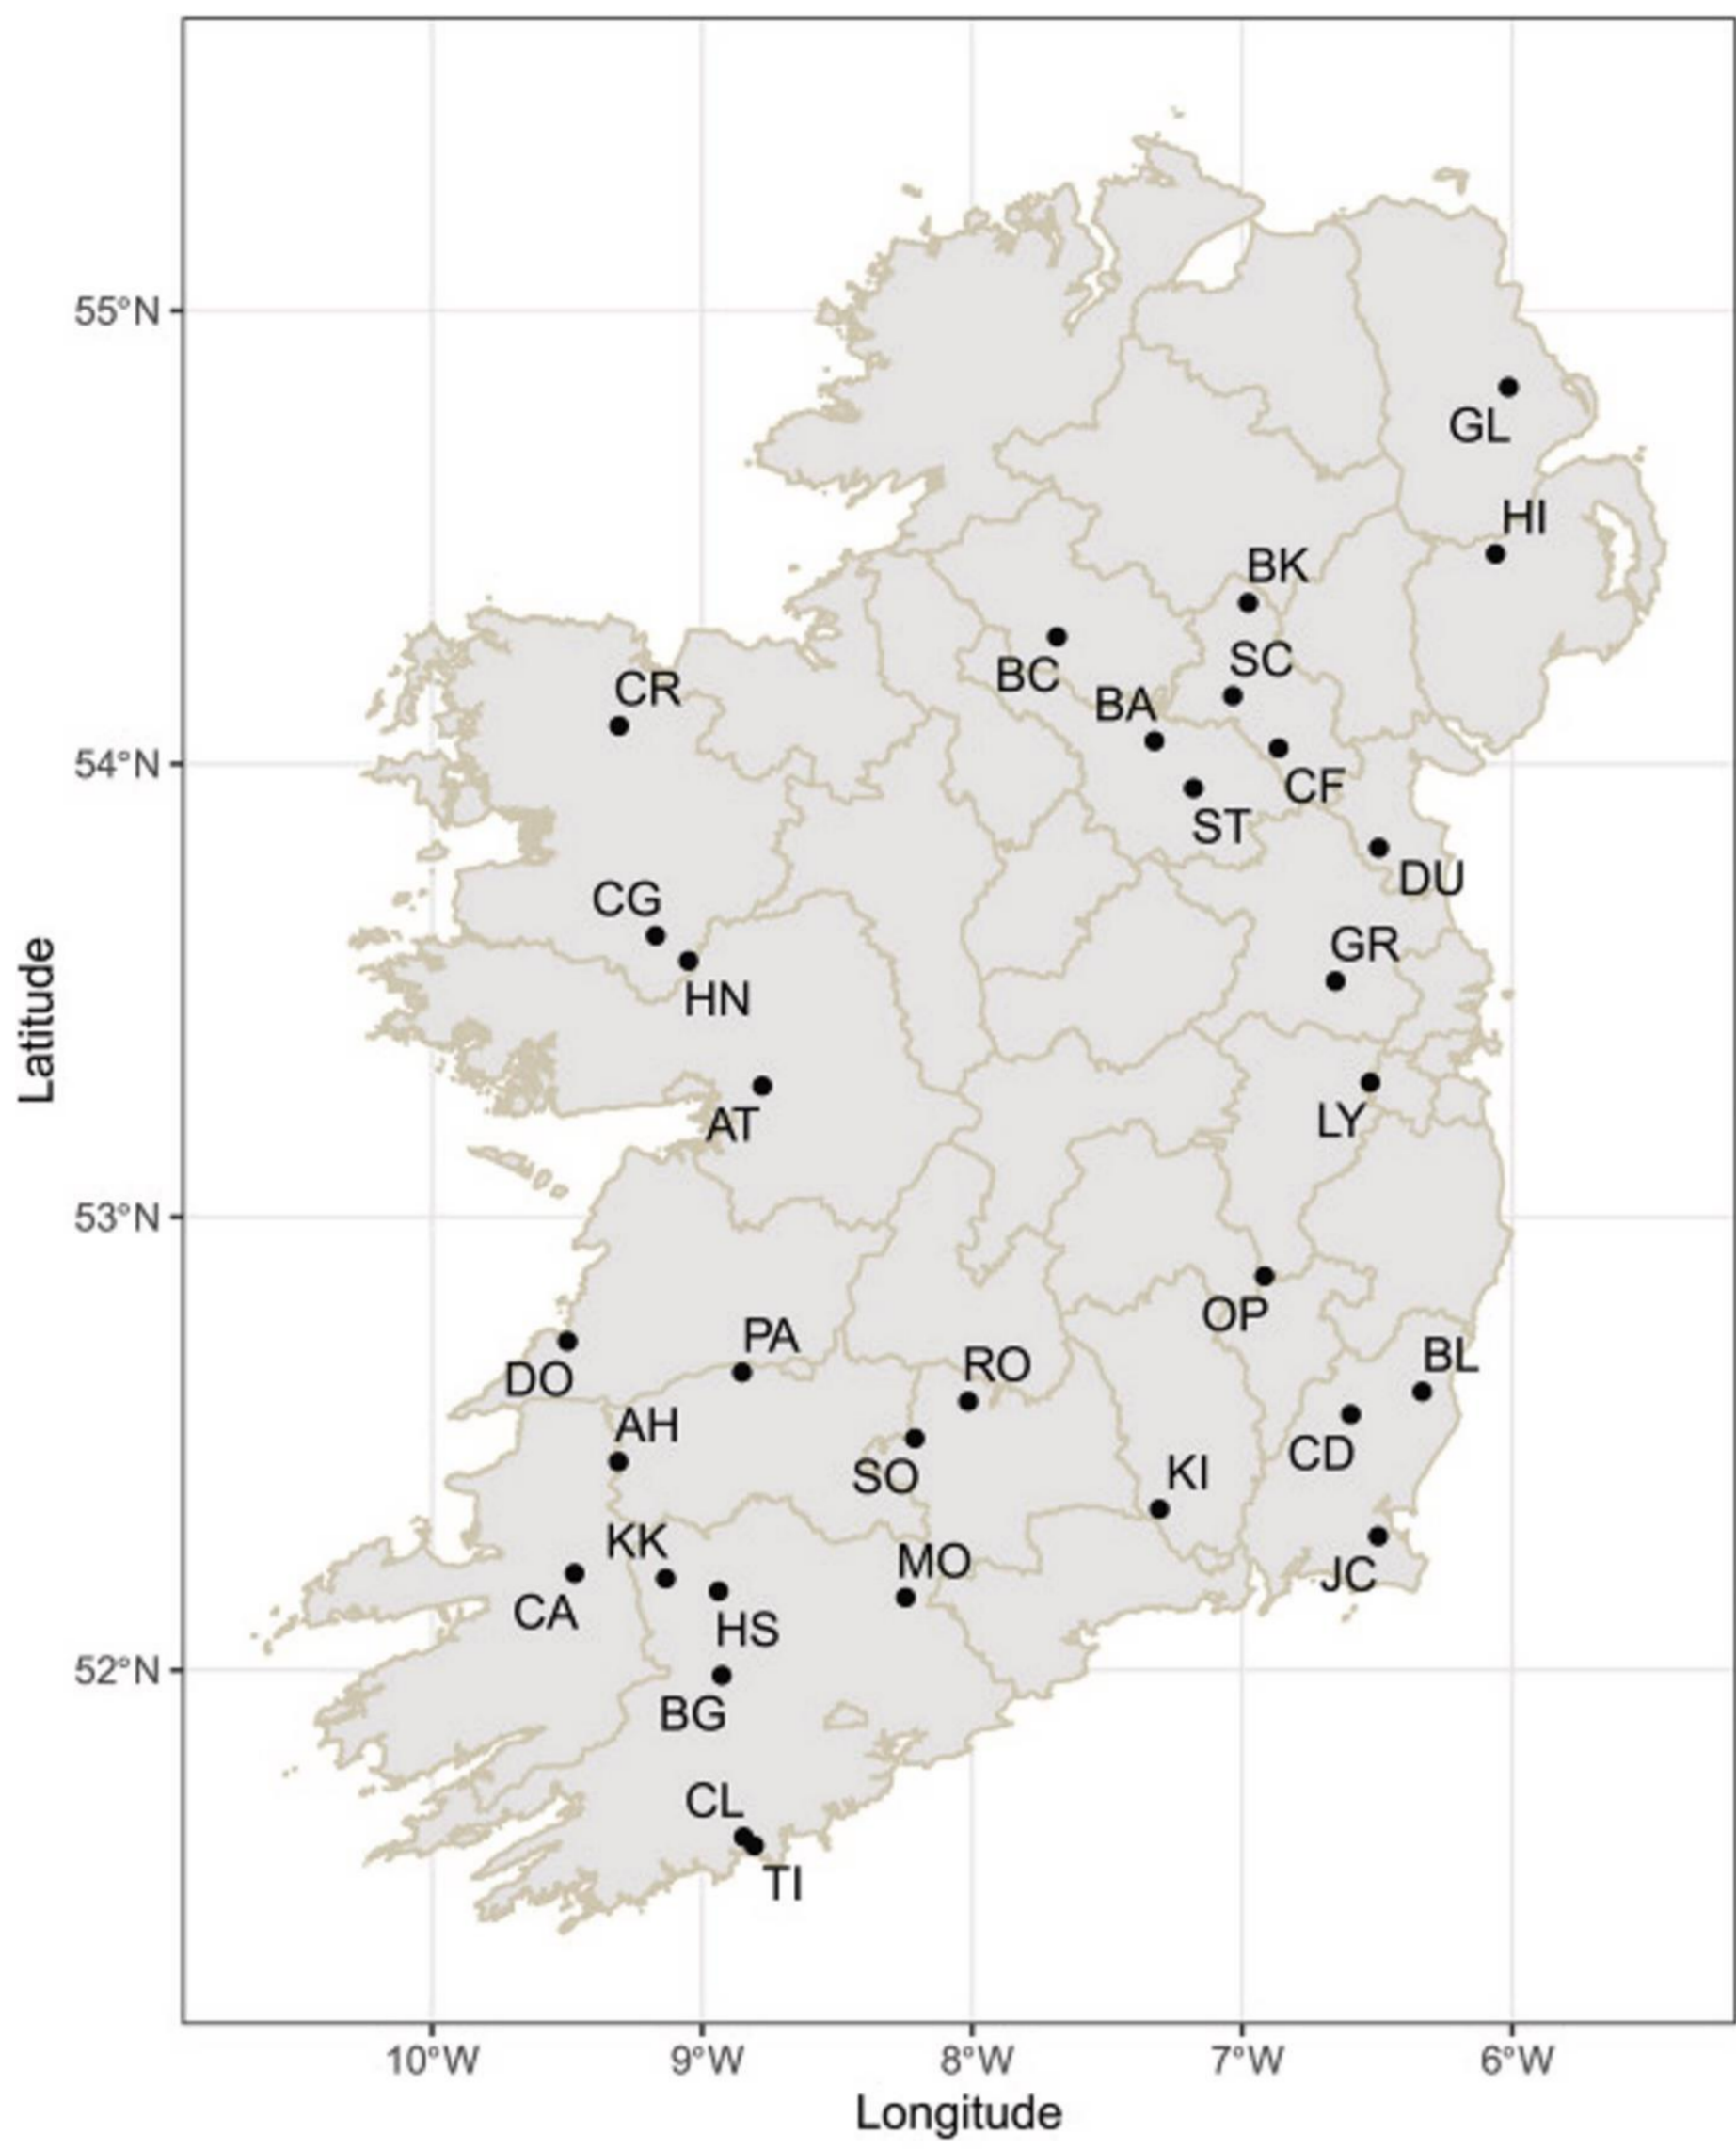 55°N
GL
HI
BK
BC
SC
CR
BA
54°N
CF
ST
DU
CG
GR
HN
Latitude
AT
LY
53°N
OP
PA
DO
RO
BL
AH
CD
SO
KI
KK
MO
JC
CA
HS
52°N
BG
CL
TI
10°W 9°W 8°W 7°W 6°W
Longitude